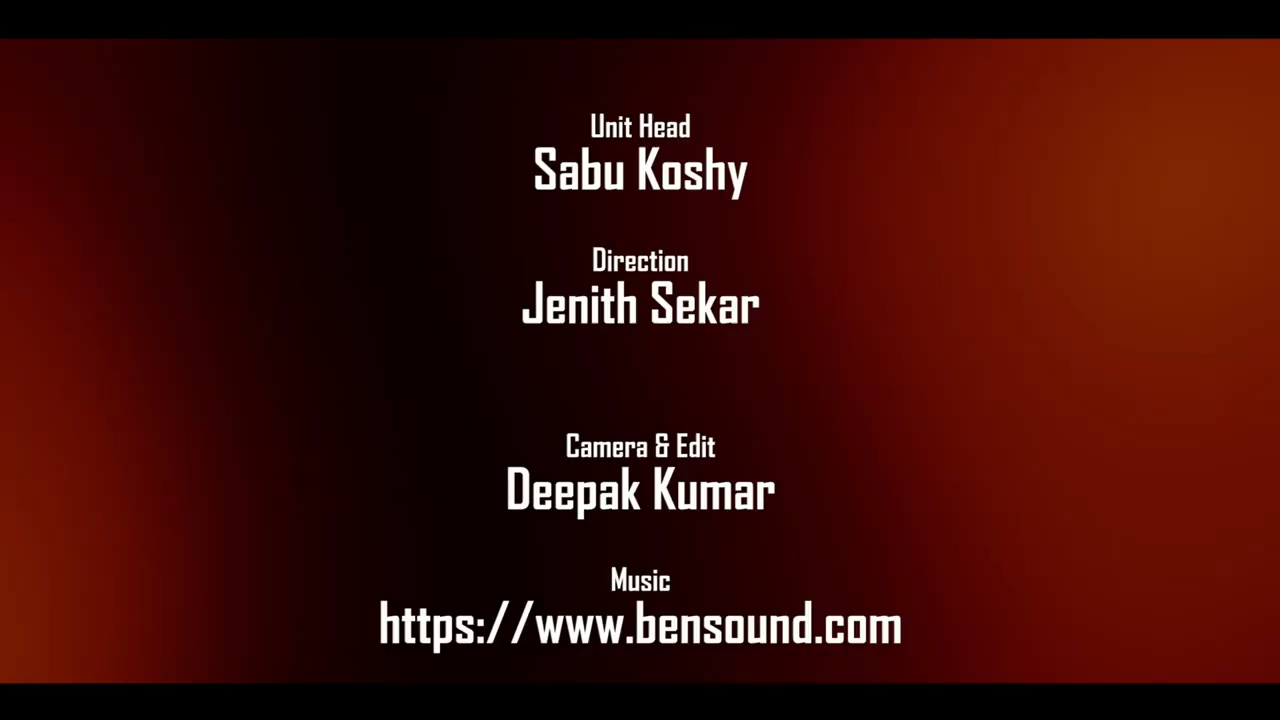 Unit Head
Sabu Koshy
Direction
Jenith Sekar
Camera & Edit
Deepak Kumar
Music
https://www.bensound.com